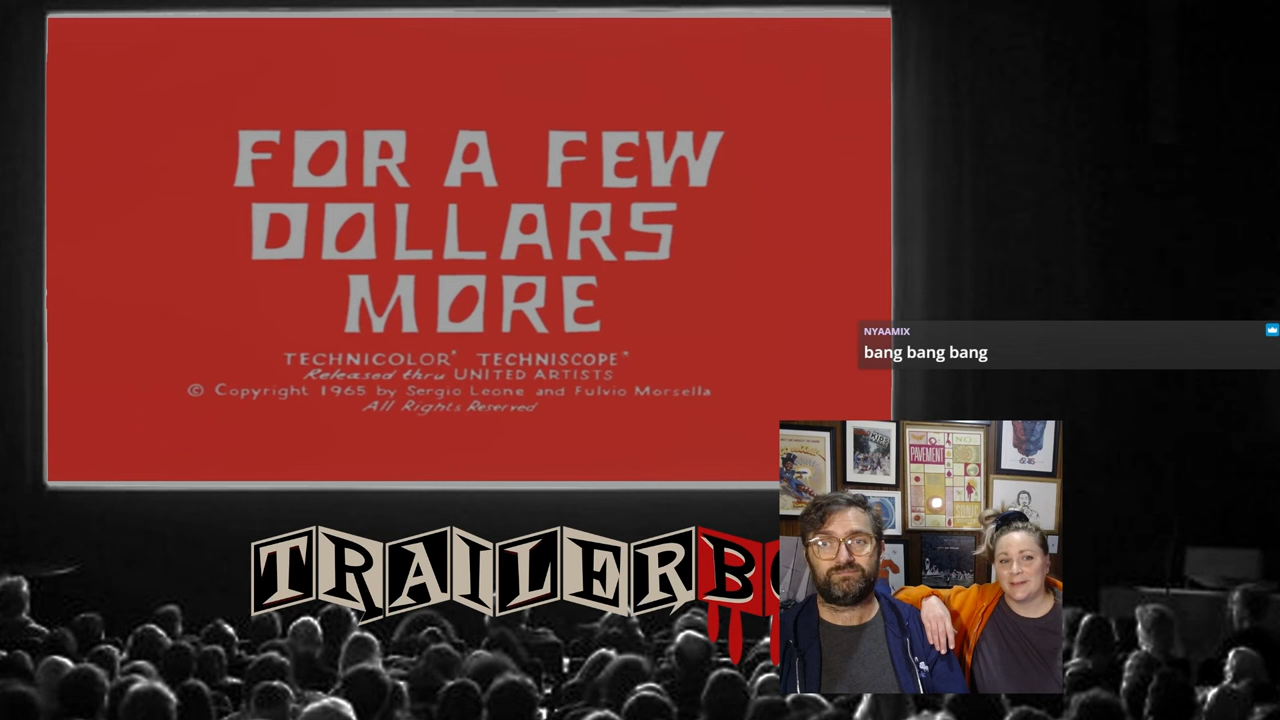 FOR A FEW
DOLLARS
MORE
TECHNICOLOR® TECHNISCOPE®
Released thru UNITED ARTISTS
© Copyright 1965 by Sergio Leone and Fulvio Morsella
All Rights Reserved
NYAAMIX
bang bang bang
PAVEMENT
TRAILERB